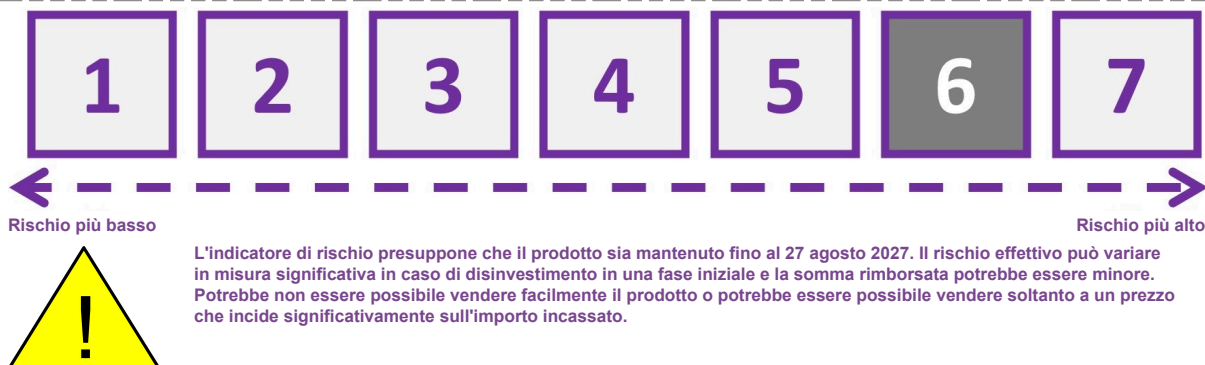 1 2 3 4 5 6 7
Rischio più basso Rischio più alto
L'indicatore di rischio presuppone che il prodotto sia mantenuto fino al 27 agosto 2027. Il rischio effettivo può variare
in misura significativa in caso di disinvestimento in una fase iniziale e la somma rimborsata potrebbe essere minore.
Potrebbe non essere possibile vendere facilmente il prodotto o potrebbe essere possibile vendere soltanto a un prezzo
che incide significativamente sull'importo incassato.
!